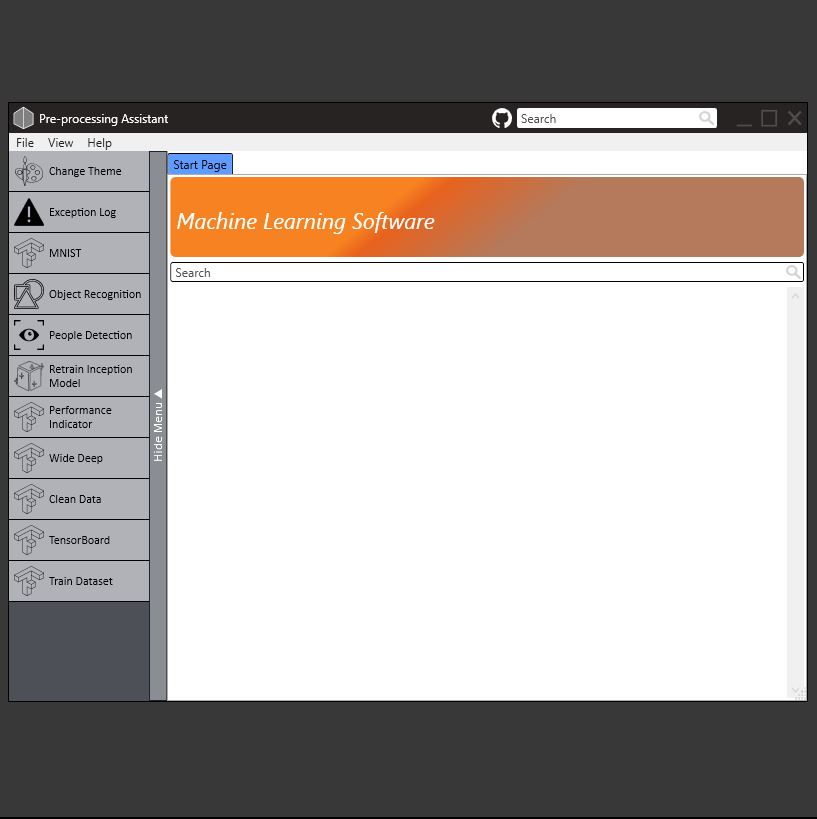 Pre-processing Assistant
Search
File View Help
Change Theme
Exception Log
MNIST
Object Recognition
People Detection
Retrain Inception
Model
Performance
Indicator
Wide Deep
Clean Data
TensorBoard
Train Dataset
Hide Menu
Start Page
Machine Learning Software
Search